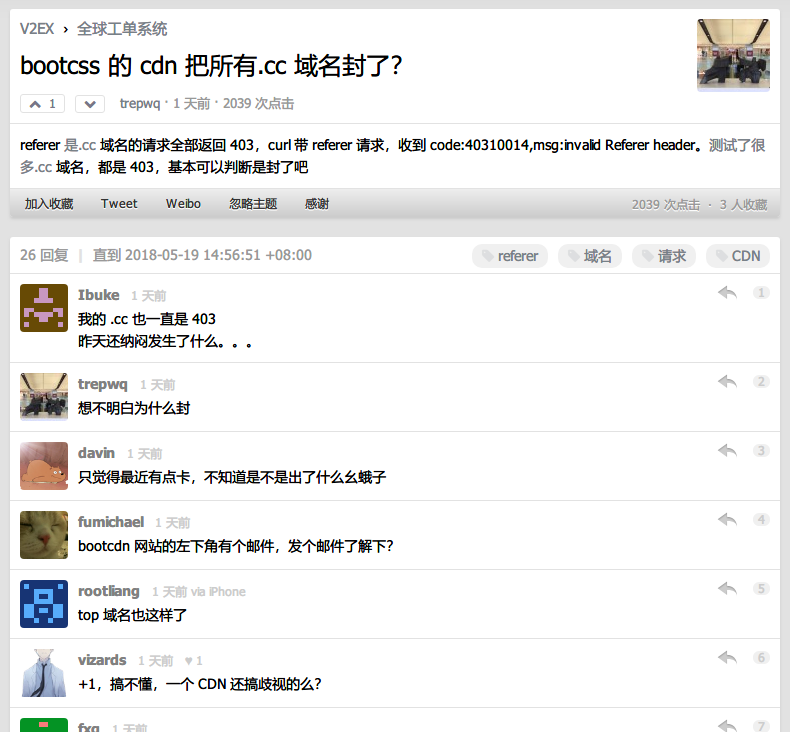 V2EX › 全球工单系统
bootcss 的 cdn 把所有.cc 域名封了？
1 trepwq · 1 天前 · 2039 次点击
referer 是.cc 域名的请求全部返回 403，curl 带 referer 请求，收到 code:40310014,msg:invalid Referer header。测试了很
多.cc 域名，都是 403，基本可以判断是封了吧
加入收藏 Tweet Weibo 忽略主题 感谢 2039 次点击 · 3 人收藏
26 回复 | 直到 2018-05-19 14:56:51 +08:00 referer 域名 请求 CDN
Ibuke 1 天前 1
我的 .cc 也一直是 403
昨天还纳闷发生了什么。。。
trepwq 1 天前 2
想不明白为什么封
davin 1 天前 3
只觉得最近有点卡，不知道是不是出了什么幺蛾子
fumichael 1 天前 4
bootcdn 网站的左下角有个邮件，发个邮件了解下？
rootliang 1 天前 via iPhone 5
top 域名也这样了
vizards 1 天前 ♥ 1 6
+1，搞不懂，一个 CDN 还搞歧视的么？
fxq 1 天前 7